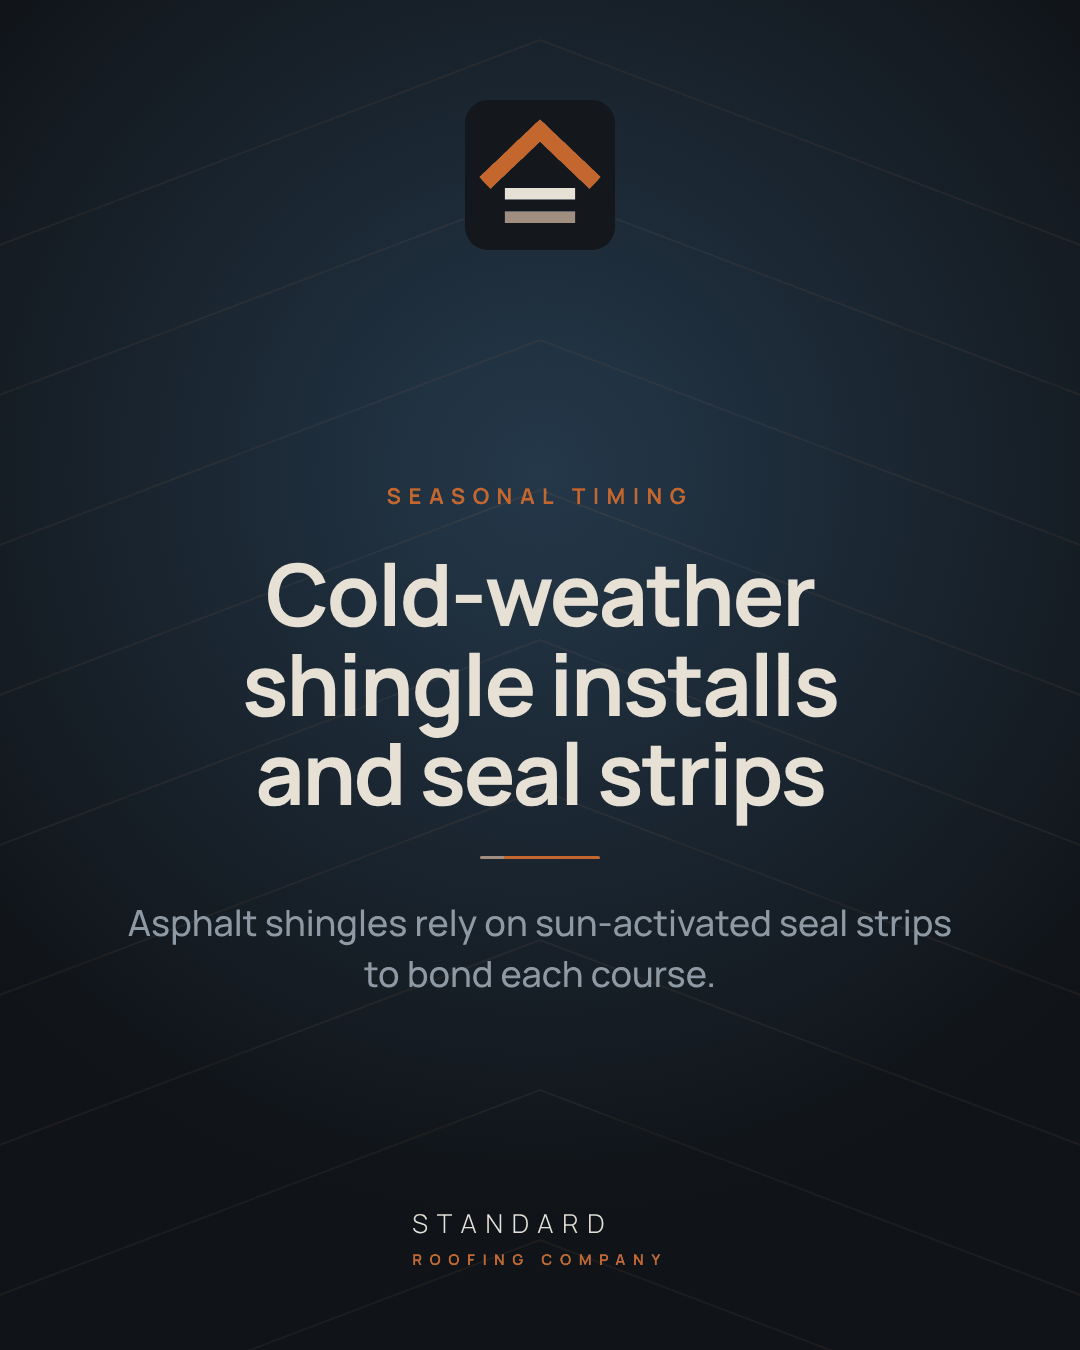 SEASONAL TIMING
Cold-weather
shingle installs
and seal strips
Asphalt shingles rely on sun-activated seal strips
to bond each course.
STANDARD
ROOFING COMPANY